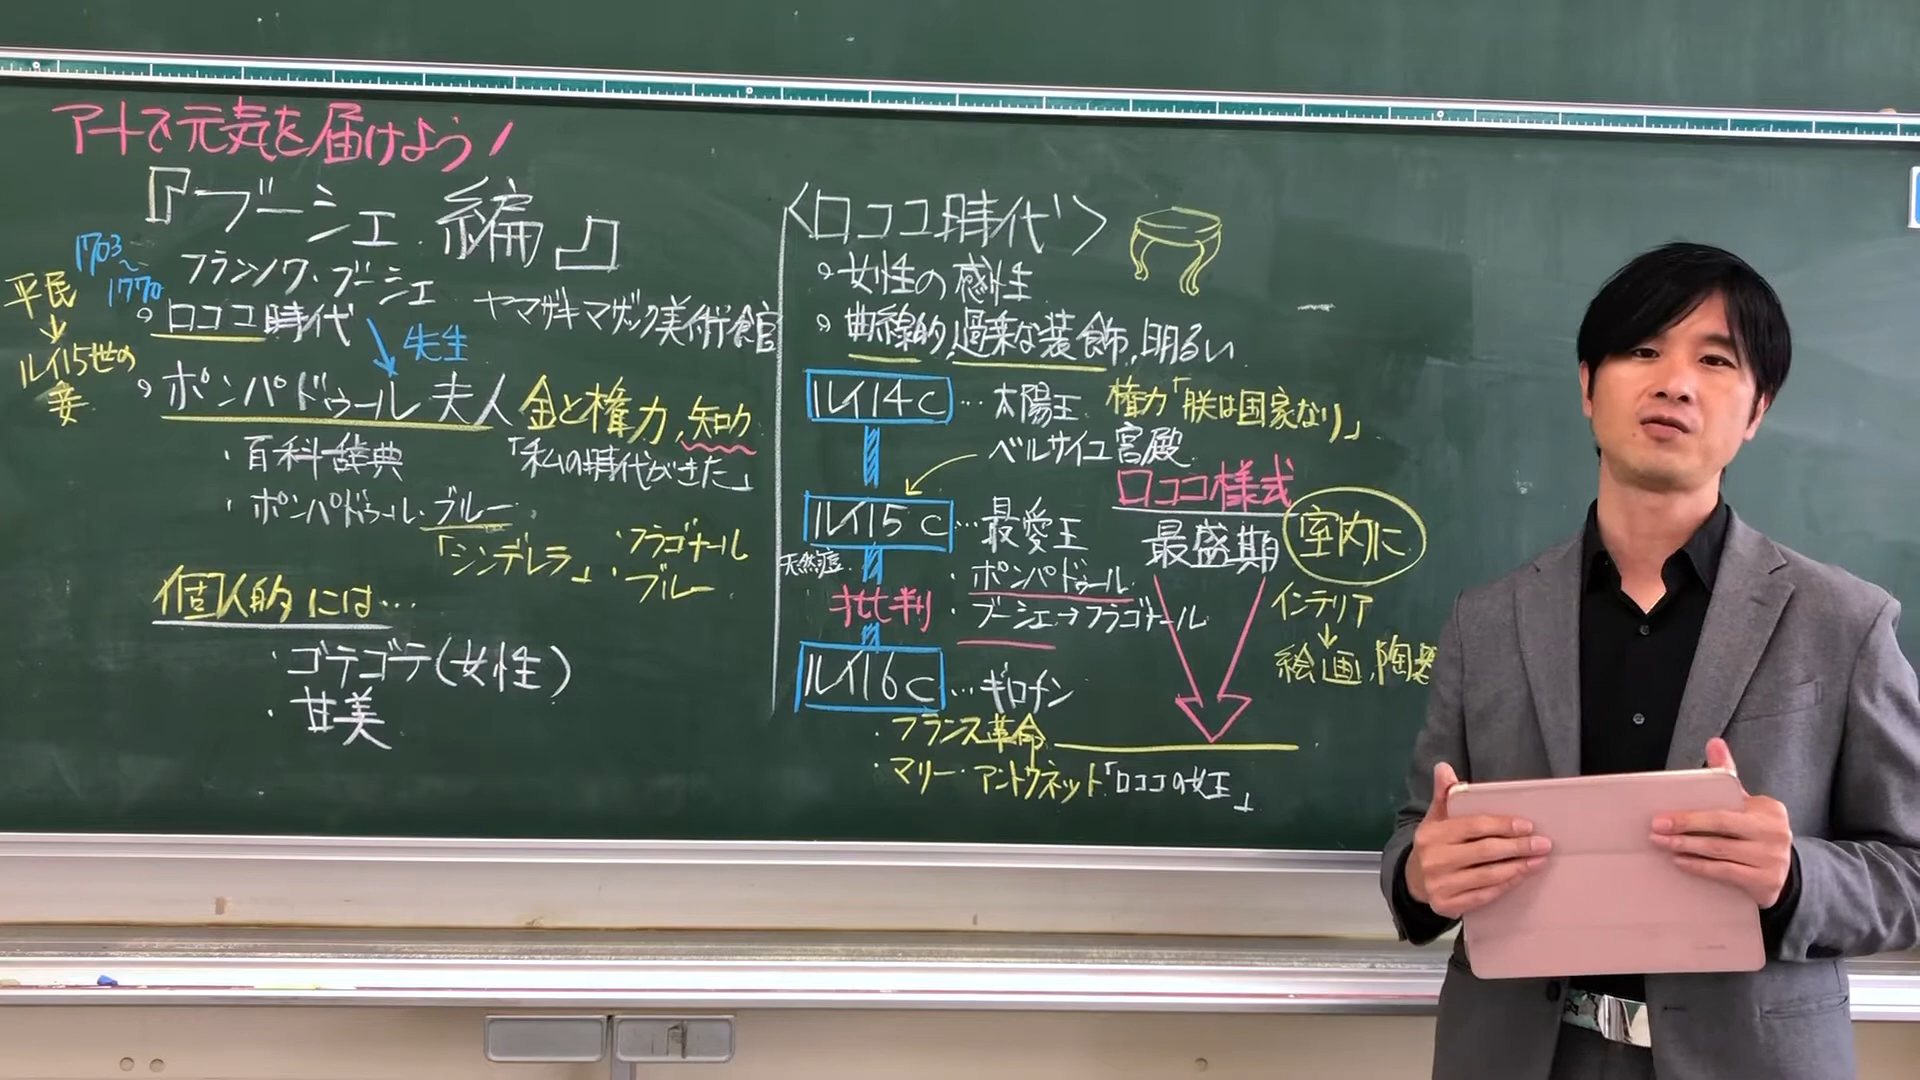 アートで元気を届けよう!
『ブーシェ編』
1703～1770
フランソワ・ブーシェ
平民
↓
ルイ15世の妾
ロココ時代
ヤマザキマザック美術館
先生
ポンパドゥール夫人
金と権力、知力
・百科辞典
「私の時代がきた」
・ポンパドゥール・ブルー
「シンデレラ」
・フラゴナール
・ブルー
個人的には…
・ゴテゴテ(女性)
・甘美
〈ロココ時代〉
女性の感性
曲線的,過業な装飾,明るい
ルイ14C…太陽王
権力「朕は国家なり」
ベルサイユ宮殿
ロココ様式
ルイ15C…最愛王
最盛期
室内に
天然痘
・ポンパドゥール
インテリア
↓
絵画,陶器
批判
・ブーシェ→フラゴナール
ルイ16C…ギロチン
・フランス革命
・マリー・アントワネット「ロココの女王」